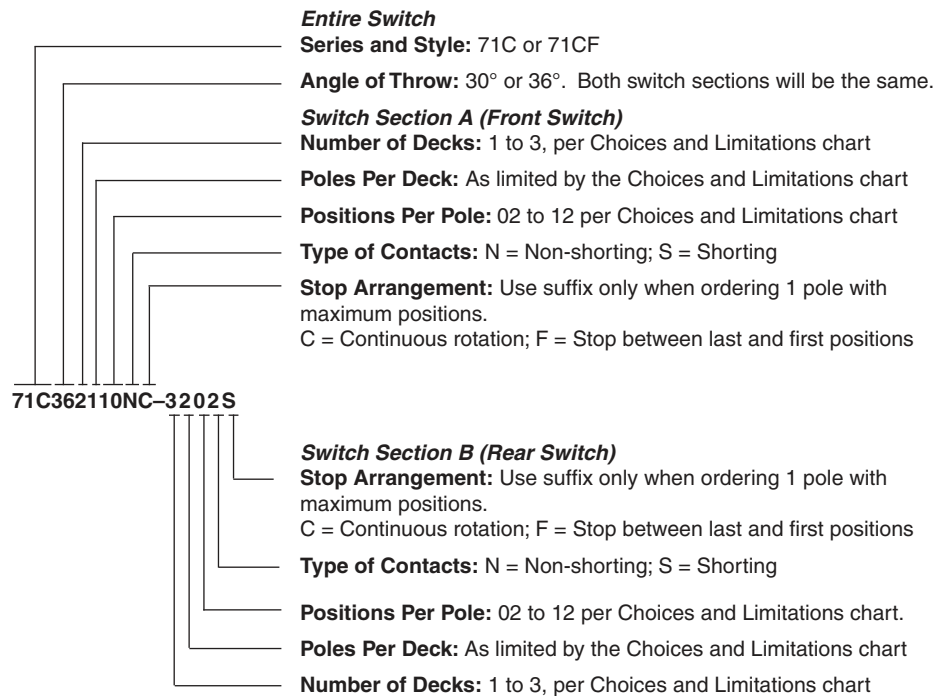 Entire Switch
Series and Style: 71C or 71CF
Angle of Throw: 30° or 36°. Both switch sections will be the same.
Switch Section A (Front Switch)
Number of Decks: 1 to 3, per Choices and Limitations chart
Poles Per Deck: As limited by the Choices and Limitations chart
Positions Per Pole: 02 to 12 per Choices and Limitations chart
Type of Contacts: N = Non-shorting; S = Shorting
Stop Arrangement: Use suffix only when ordering 1 pole with
maximum positions.
C = Continuous rotation; F = Stop between last and first positions
71C362110NC–3202S
Switch Section B (Rear Switch)
Stop Arrangement: Use suffix only when ordering 1 pole with
maximum positions.
C = Continuous rotation; F = Stop between last and first positions
Type of Contacts: N = Non-shorting; S = Shorting
Positions Per Pole: 02 to 12 per Choices and Limitations chart.
Poles Per Deck: As limited by the Choices and Limitations chart
Number of Decks: 1 to 3, per Choices and Limitations chart